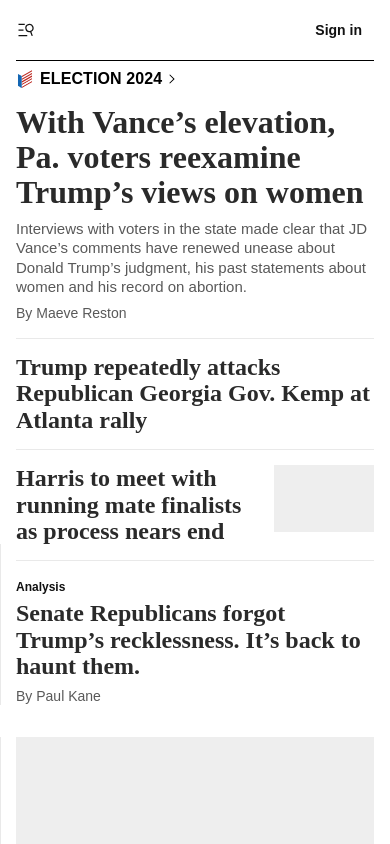 Sign in
ELECTION 2024
With Vance’s elevation,
Pa. voters reexamine
Trump’s views on women
Interviews with voters in the state made clear that JD
Vance’s comments have renewed unease about
Donald Trump’s judgment, his past statements about
women and his record on abortion.
By Maeve Reston
Trump repeatedly attacks
Republican Georgia Gov. Kemp at
Atlanta rally
Harris to meet with
running mate finalists
as process nears end
Analysis
Senate Republicans forgot
Trump’s recklessness. It’s back to
haunt them.
By Paul Kane